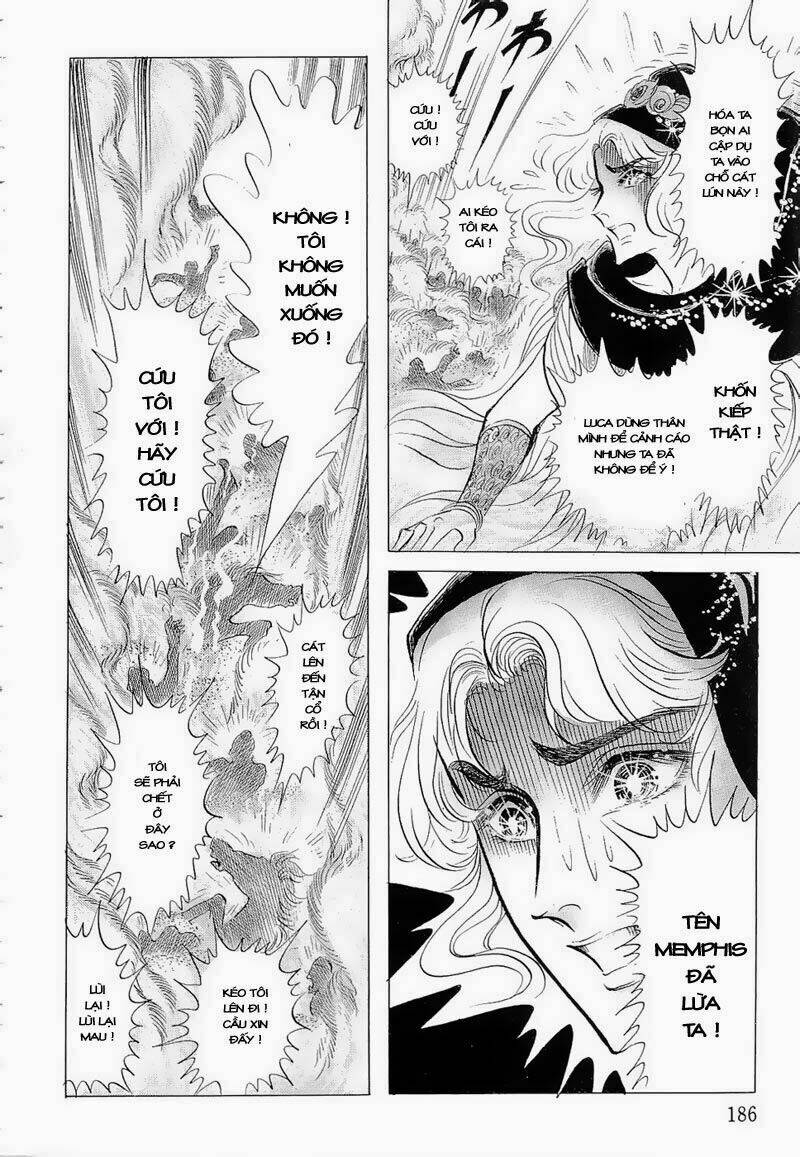 HÓA TA
BỌN AI
CẬP DỤ
TA VÀO
CHỖ CÁT
LÚN NÀY !
わ
わ
CỨU !
CỨU
VỚI !
AI KÉO
TÔI RA
CÁI !
KHỐN
KIẾP
THẬT !
LUCA DÙNG THÂN
MÌNH ĐỂ CẢNH CÁO
NHƯNG TA ĐÃ
KHÔNG ĐỂ Ý !
TÊN
MEMPHIS
ĐÃ
LỪA
TA !
KHÔNG !
TÔI
KHÔNG
MUỐN
XUỐNG
ĐÓ !
CỨU
TÔI
VỚI !
HÃY
CỨU
TÔI !
CÁT
LÊN
ĐẾN
TẬN
CỔ
RỒI !
TÔI
SẼ PHẢI
CHẾT
Ở
ĐÂY
SAO ?
KÉO TÔI
LÊN ĐI !
CẦU XIN
ĐẤY !
LÙI
LẠI !
LÙI LẠI
MAU !
186